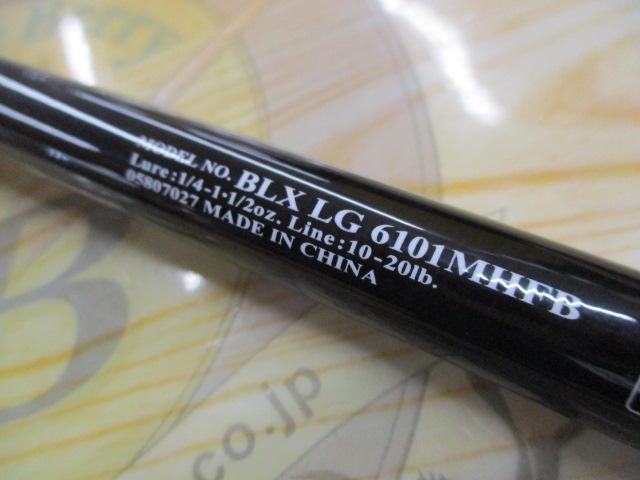 Berry
MODEL NO. BLX LG 6101MHFB
Lure:1/4-1•1/2oz. Line:10-20lb.
05807027 MADE IN CHINA
B
.co.jp